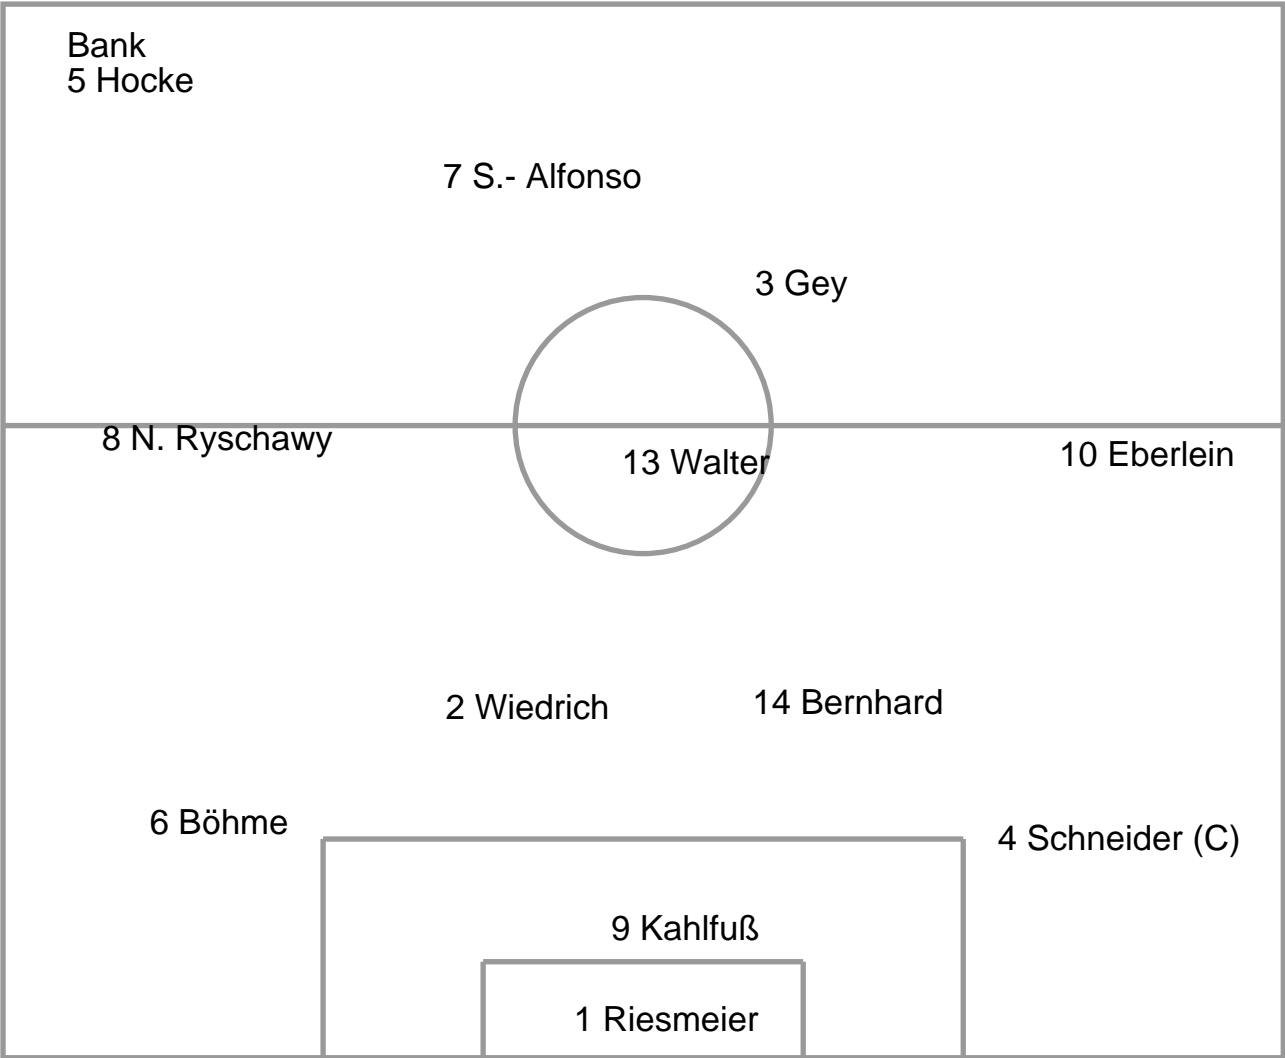 Bank
5 Hocke
7 S.- Alfonso
3 Gey
8 N. Ryschawy
13 Walter
10 Eberlein
2 Wiedrich
14 Bernhard
6 Böhme
4 Schneider (C)
9 Kahlfuß
1 Riesmeier